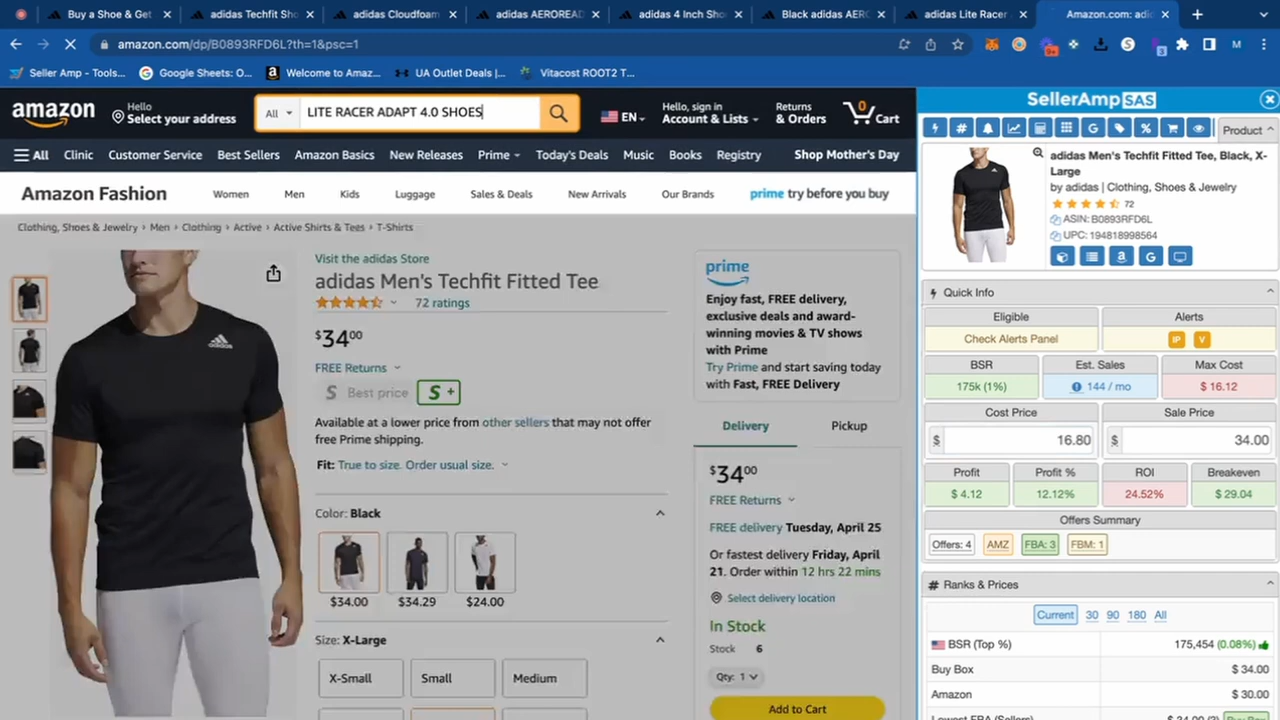 Buy a Shoe & Get
adidas Techfit Sho
adidas Cloudfoam
adidas AEROREAD
adidas 4 Inch Sho
Black adidas AER
adidas Lite Racer
Amazon.com: adi
amazon.com/dp/B0893RFD6L?th=1&psc=1
9+
3
M
Seller Amp - Tools...
Google Sheets: O...
Welcome to Amaz...
UA Outlet Deals |...
Vitacost ROOT2 T...
amazon
Hello
Select your address
All
LITE RACER ADAPT 4.0 SHOES
EN
Hello, sign in
Account & Lists
Returns
& Orders
0
Cart
All
Clinic
Customer Service
Best Sellers
Amazon Basics
New Releases
Prime
Today's Deals
Music
Books
Registry
Shop Mother's Day
Amazon Fashion
Women
Men
Kids
Luggage
Sales & Deals
New Arrivals
Our Brands
prime try before you buy
Clothing, Shoes & Jewelry › Men › Clothing › Active › Active Shirts & Tees › T-Shirts
Visit the adidas Store
adidas Men's Techfit Fitted Tee
72 ratings
$3400
FREE Returns
S Best price
S +
Available at a lower price from other sellers that may not offer
free Prime shipping.
Fit: True to size. Order usual size.
Color: Black
$34.00
$34.29
$24.00
Size: X-Large
X-Small
Small
Medium
prime
Enjoy fast, FREE delivery,
exclusive deals and award-
winning movies & TV shows
with Prime
Try Prime and start saving today
with Fast, FREE Delivery
Delivery
Pickup
$3400
FREE Returns
FREE delivery Tuesday, April 25
Or fastest delivery Friday, April
21. Order within 12 hrs 22 mins
Select delivery location
In Stock
Stock 6
Qty: 1
Add to Cart
SellerAmp SAS
Product
adidas Men's Techfit Fitted Tee, Black, X-
Large
by adidas | Clothing, Shoes & Jewelry
72
ASIN: B0893RFD6L
UPC: 194818998564
Quick Info
Eligible
Alerts
Check Alerts Panel
IP
V
BSR
Est. Sales
Max Cost
175k (1%)
144 / mo
$ 16.12
Cost Price
Sale Price
$ 16.80
$ 34.00
Profit
Profit %
ROI
Breakeven
$ 4.12
12.12%
24.52%
$ 29.04
Offers Summary
Offers: 4
AMZ
FBA: 3
FBM: 1
Ranks & Prices
Current
30
90
180
All
BSR (Top %)
175,454 (0.08%)
Buy Box
$ 34.00
Amazon
$ 30.00
Lowest FBA (Sellers)
$ 34.00 (3)
Buy Box